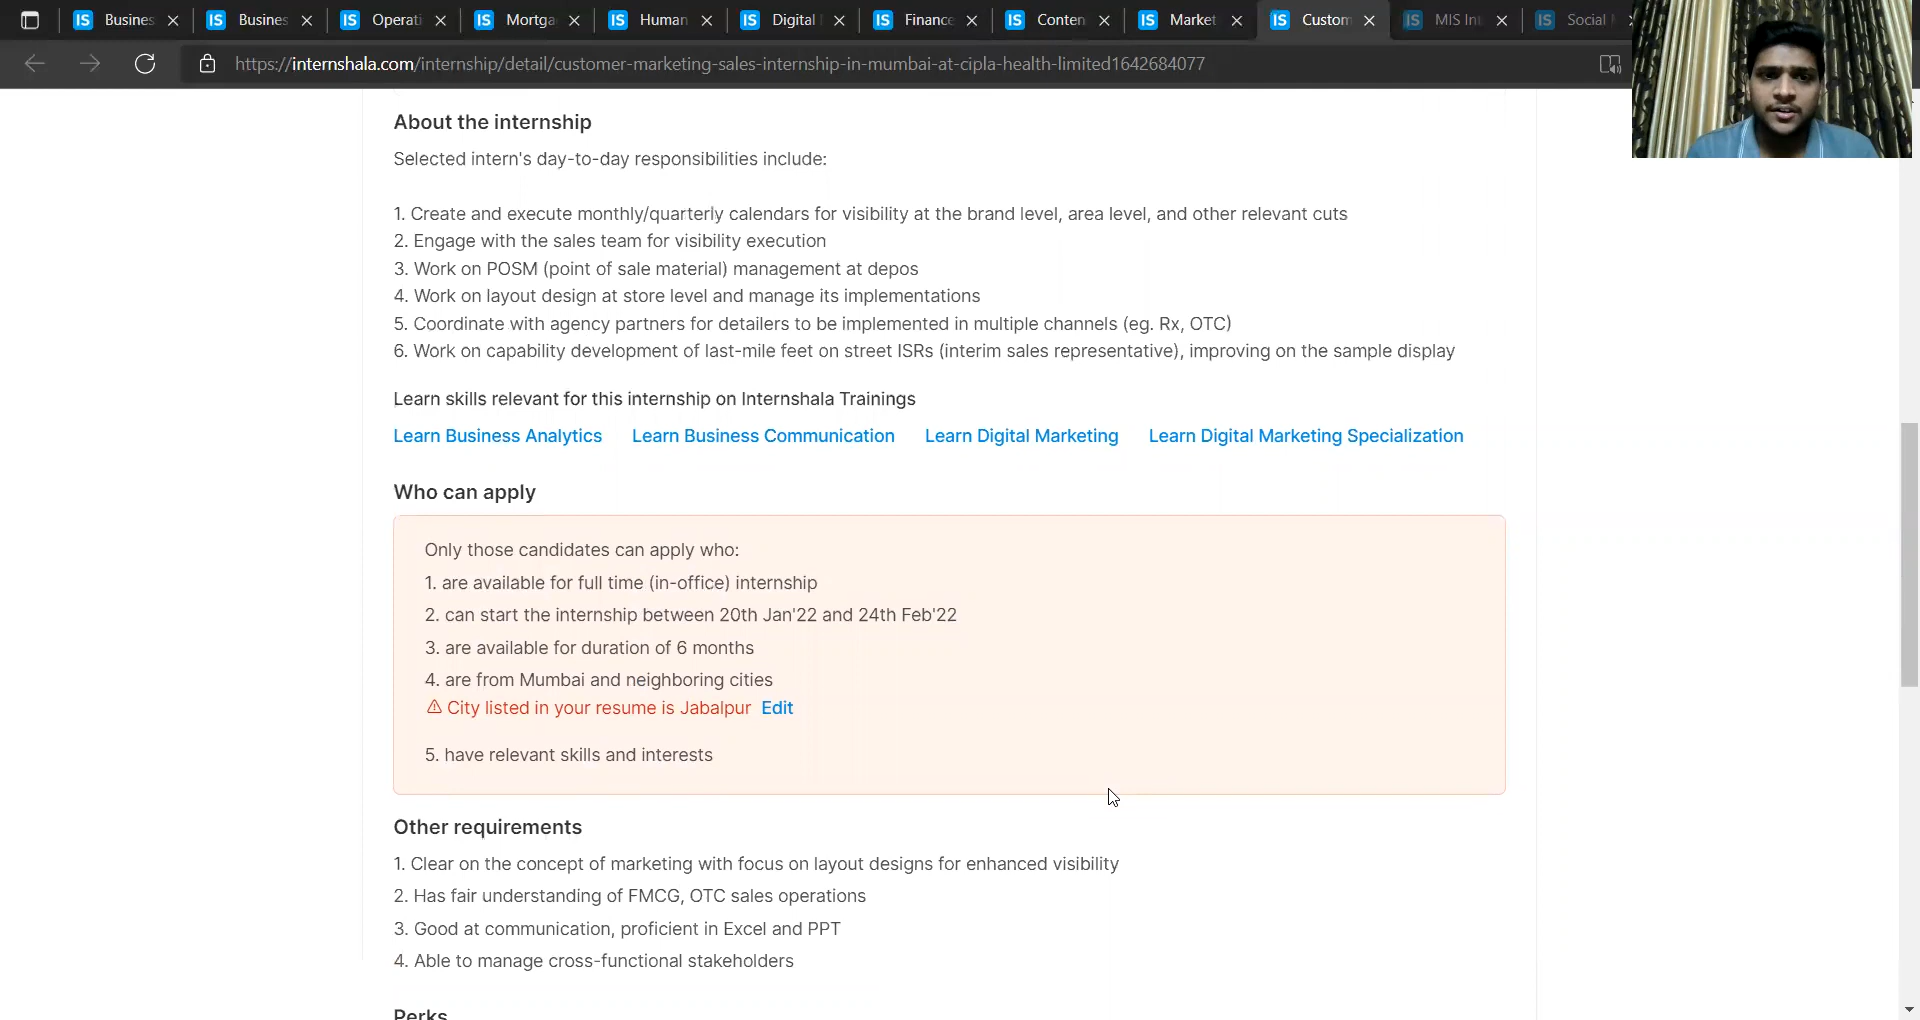 IS Busines
IS Busines
IS Operati
IS Mortga
IS Human
IS Digital
IS Finance
IS Conten
IS Market
IS Custom
IS MIS Int
IS Social
https://internshala.com/internship/detail/customer-marketing-sales-internship-in-mumbai-at-cipla-health-limited1642684077
About the internship
Selected intern's day-to-day responsibilities include:
1. Create and execute monthly/quarterly calendars for visibility at the brand level, area level, and other relevant cuts
2. Engage with the sales team for visibility execution
3. Work on POSM (point of sale material) management at depos
4. Work on layout design at store level and manage its implementations
5. Coordinate with agency partners for detailers to be implemented in multiple channels (eg. Rx, OTC)
6. Work on capability development of last-mile feet on street ISRs (interim sales representative), improving on the sample display
Learn skills relevant for this internship on Internshala Trainings
Learn Business Analytics Learn Business Communication Learn Digital Marketing Learn Digital Marketing Specialization
Who can apply
Only those candidates can apply who:
1. are available for full time (in-office) internship
2. can start the internship between 20th Jan'22 and 24th Feb'22
3. are available for duration of 6 months
4. are from Mumbai and neighboring cities
City listed in your resume is Jabalpur Edit
5. have relevant skills and interests
Other requirements
1. Clear on the concept of marketing with focus on layout designs for enhanced visibility
2. Has fair understanding of FMCG, OTC sales operations
3. Good at communication, proficient in Excel and PPT
4. Able to manage cross-functional stakeholders
Perks